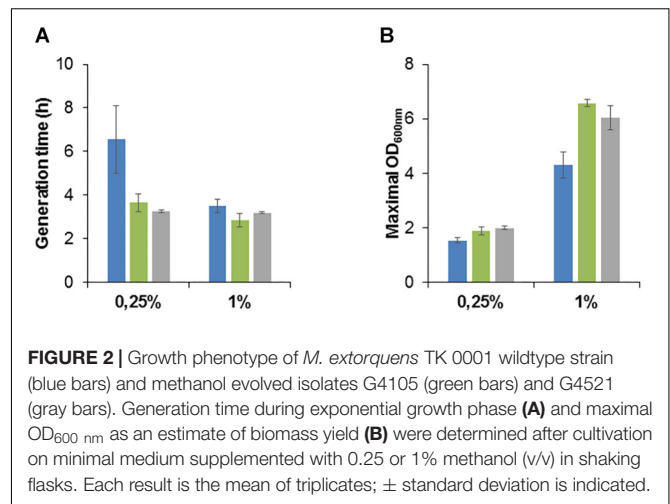 A
B
10
8
6
4
2
0
Generation time (h)
0,25%
1%
8
6
4
2
0
Maximal OD600nm
0,25%
1%
FIGURE 2 | Growth phenotype of M. extorquens TK 0001 wildtype strain
(blue bars) and methanol evolved isolates G4105 (green bars) and G4521
(gray bars). Generation time during exponential growth phase (A) and maximal
OD600 nm as an estimate of biomass yield (B) were determined after cultivation
on minimal medium supplemented with 0.25 or 1% methanol (v/v) in shaking
flasks. Each result is the mean of triplicates; ± standard deviation is indicated.